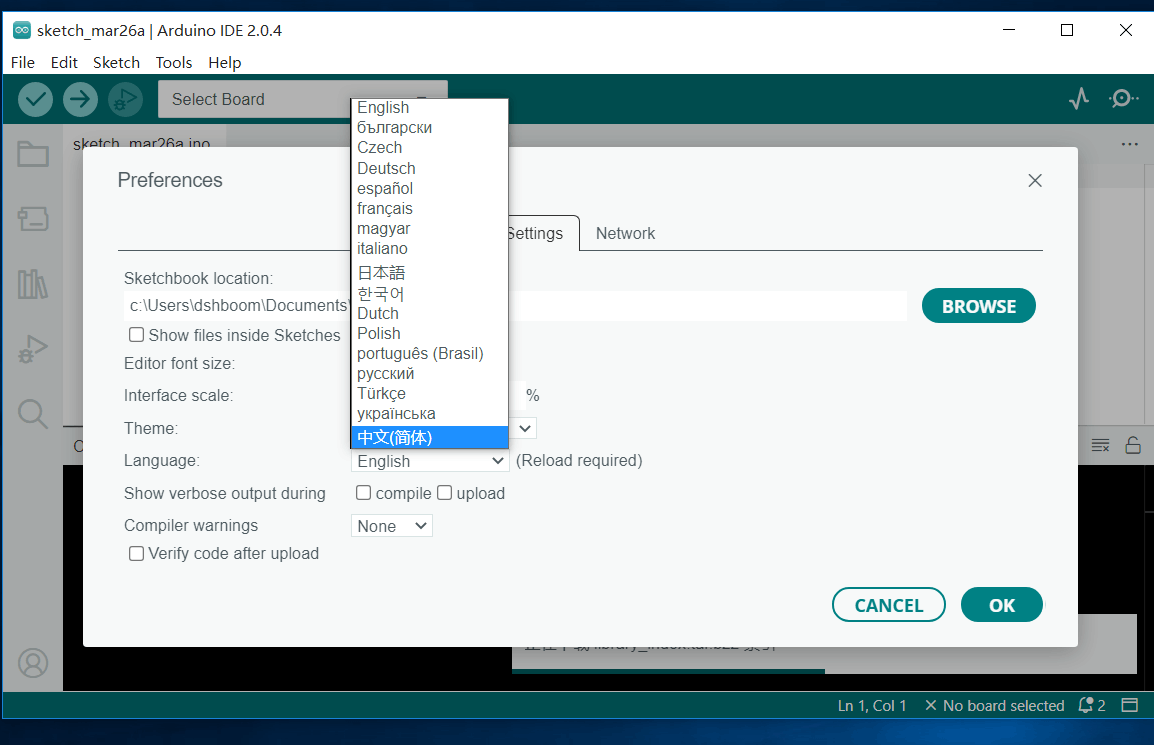 sketch_mar26a | Arduino IDE 2.0.4
File Edit Sketch Tools Help
Select Board
sketch_mar26a.ino
Preferences
Settings Network
Sketchbook location:
c:\Users\dshboom\Documents\
BROWSE
Show files inside Sketches
Editor font size:
Interface scale:
%
Theme:
Language:
English
(Reload required)
Show verbose output during
compile upload
Compiler warnings
None
Verify code after upload
English
български
Czech
Deutsch
español
français
magyar
italiano
日本語
한국어
Dutch
Polish
português (Brasil)
русский
Türkçe
українська
中文(简体)
CANCEL OK
Ln 1, Col 1 No board selected 2